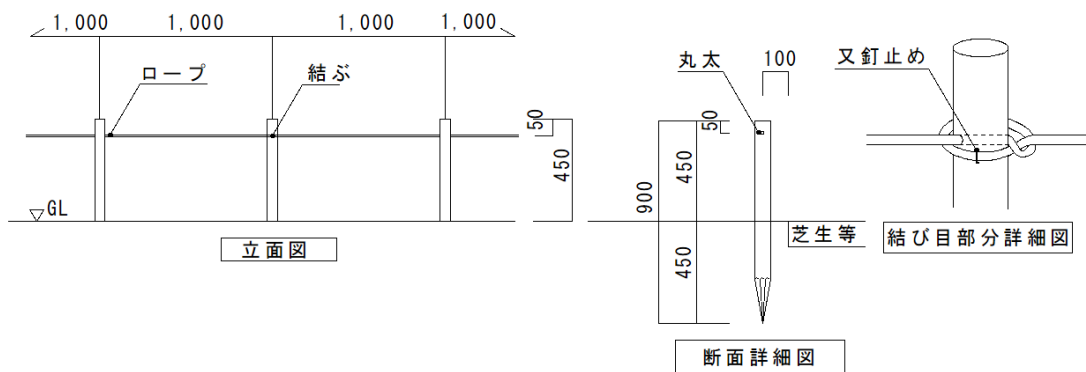 1,000 1,000 1,000 1,000
ロープ
結ぶ
50
450
GL
立面図
丸太
100
50
450
900
450
芝生等
断面詳細図
又釘止め
結び目部分詳細図